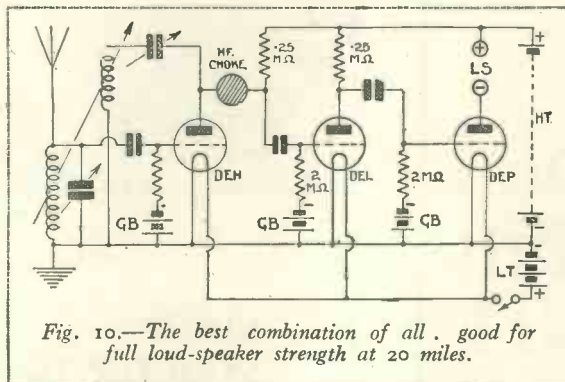 H.F.
CHOKE
.25
MΩ
.25
MΩ
+
LS
-
+
H.T.
DEH
DEL
DEP
2
MΩ
2MΩ
GB
-
GB
-
GB
-
-
-
LT
+
Fig. 10.—The best combination of all . good for
full loud-speaker strength at 20 miles.